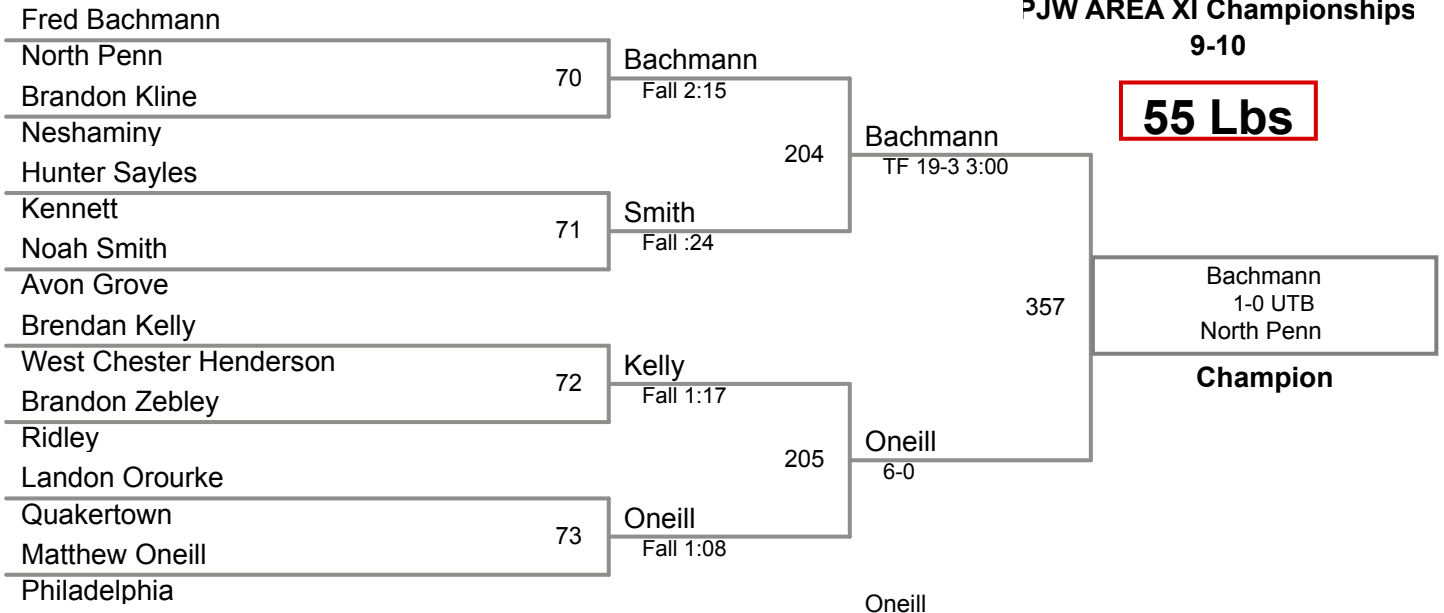 PJW AREA XI Championships
9-10
55 Lbs
Fred Bachmann
North Penn
70
Brandon Kline
Neshaminy
Bachmann
Fall 2:15
Hunter Sayles
Kennett
71
Noah Smith
Avon Grove
Smith
Fall :24
204
Bachmann
TF 19-3 3:00
Brendan Kelly
West Chester Henderson
72
Brandon Zebley
Ridley
Kelly
Fall 1:17
Landon Orourke
Quakertown
73
Matthew Oneill
Philadelphia
Oneill
Fall 1:08
205
Oneill
6-0
357
Bachmann
1-0 UTB
North Penn
Champion
Oneill